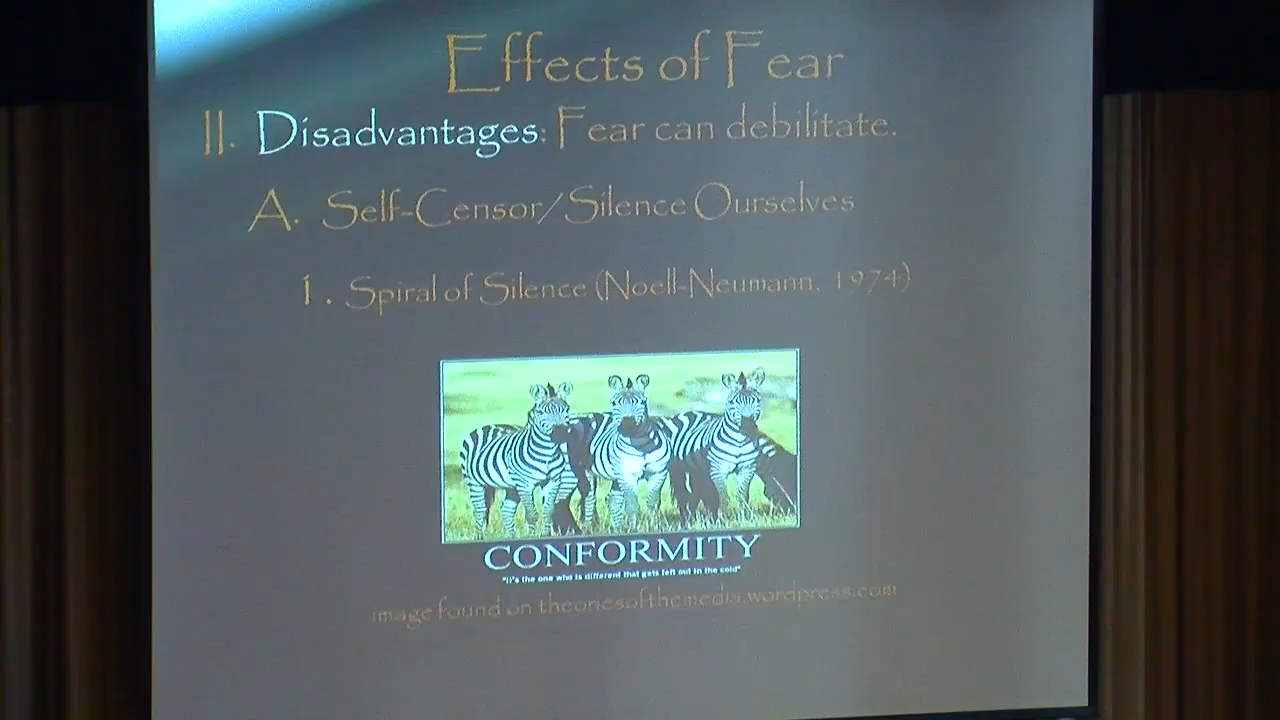 Effects of Fear
II. Disadvantages: Fear can debilitate.
A. Self-Censor/Silence Ourselves
1. Spiral of Silence (Noell-Neumann, 1974)
CONFORMITY
"It's the one who is different that gets left out in the cold"
image found on theoriesofthemedia.wordpress.com